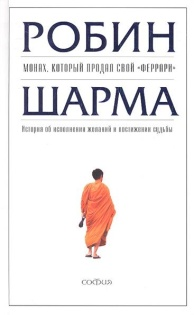 РОБИН
МОНАХ, КОТОРЫЙ ПРОДАЛ СВОЙ «ФЕРРАРИ»
ШАРМА
История об исполнении желаний и постижении судьбы
СОФИЯ